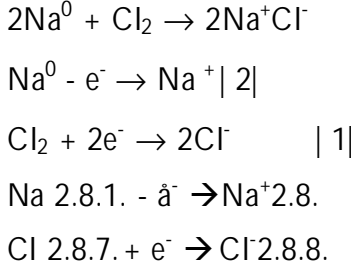 2Na⁰ + Cl₂ → 2Na⁺Cl⁻
Na⁰ - e⁻ → Na ⁺| 2|
Cl₂ + 2e⁻ → 2Cl⁻ | 1|
Na 2.8.1. - å⁻ →Na⁺2.8.
Cl 2.8.7. + e⁻ →Cl⁻2.8.8.